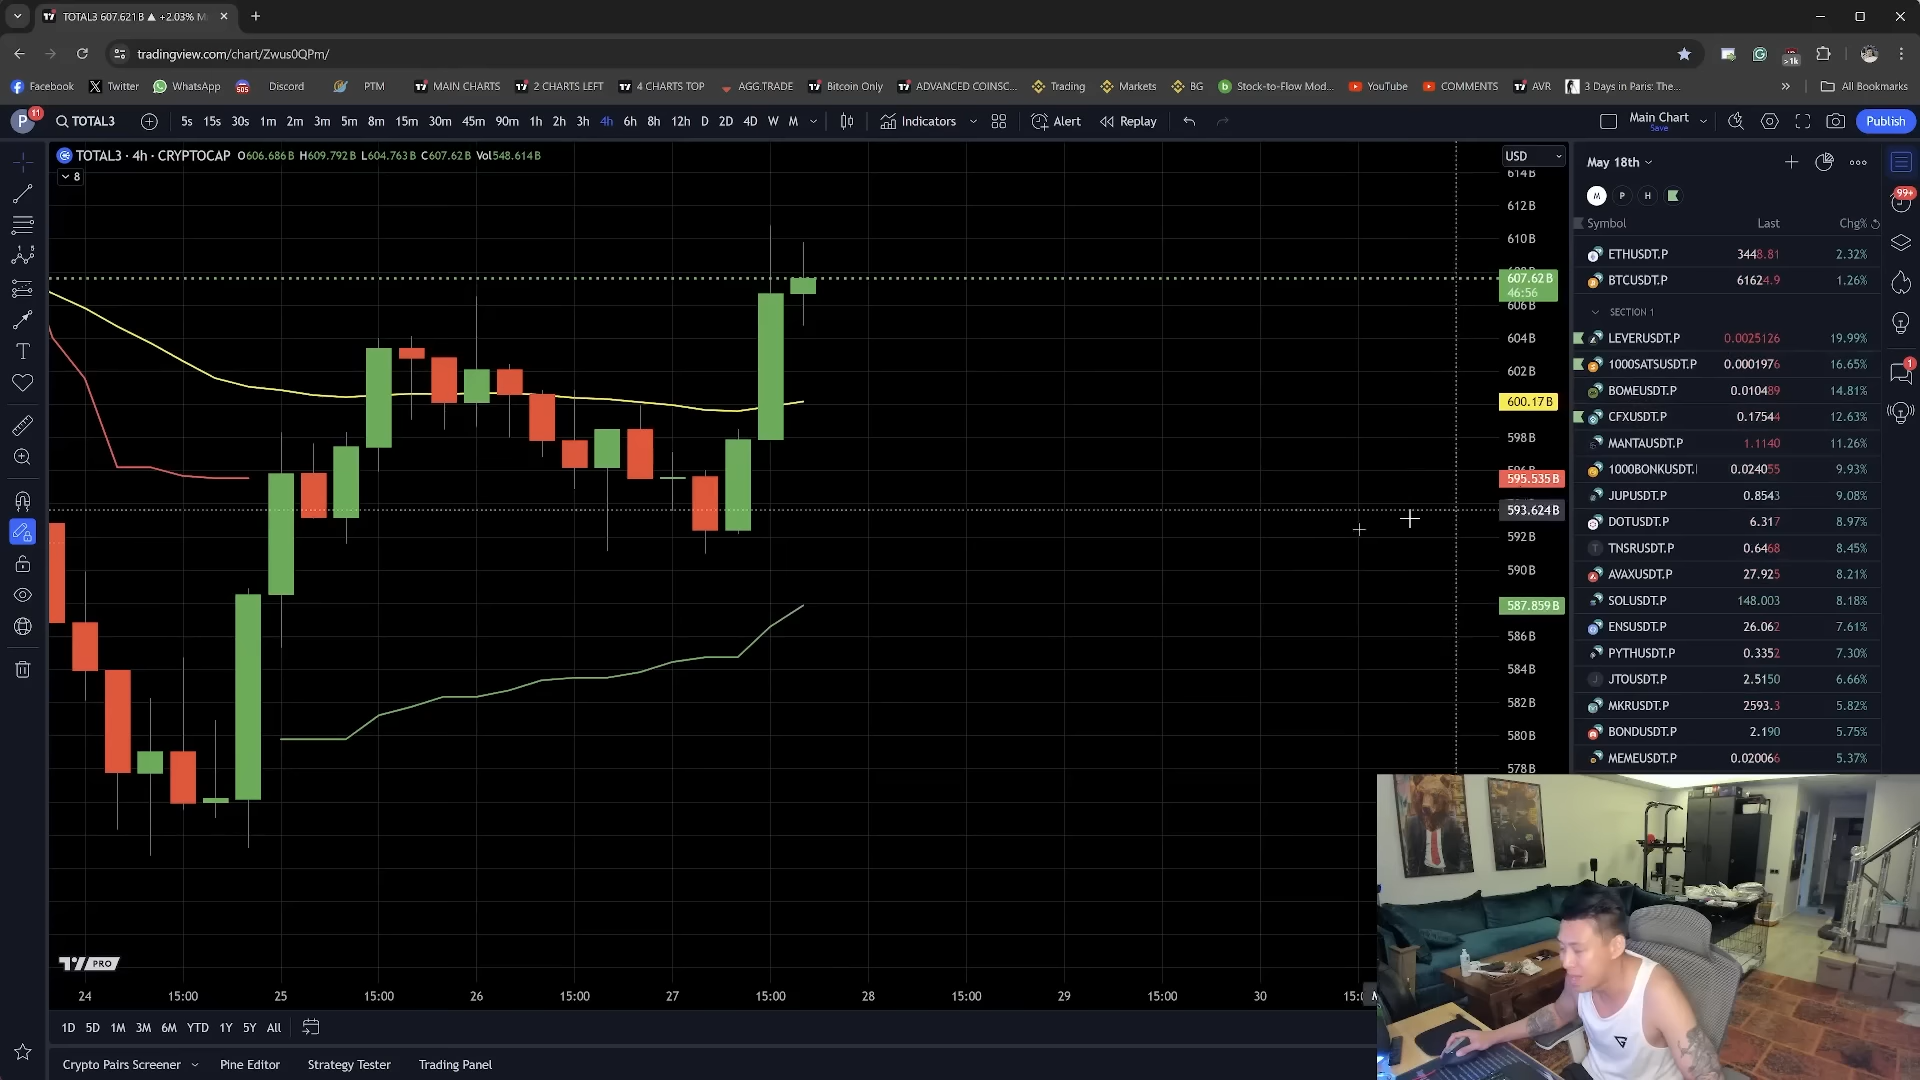 TOTAL3 607.621B ▲ +2.03% M
tradingview.com/chart/Zwus0QPm/
>1k
Facebook Twitter WhatsApp Discord PTM MAIN CHARTS 2 CHARTS LEFT 4 CHARTS TOP AGG.TRADE Bitcoin Only ADVANCED COINSC... Trading Markets BG Stock-to-Flow Mod... YouTube COMMENTS AVR 3 Days in Paris: The... » All Bookmarks
P 11 TOTAL3 5s 15s 30s 1m 2m 3m 5m 8m 15m 30m 45m 90m 1h 2h 3h 4h 6h 8h 12h D 2D 4D W M Indicators Alert Replay Main Chart Save Publish
TOTAL3 · 4h · CRYPTOCAP O606.686B H609.792B L604.763B C607.62B Vol548.614B
8
USD
614B
612B
610B
607.62B
46:56
606B
604B
602B
600.17B
598B
595.535B
593.624B
592B
590B
587.859B
586B
584B
582B
580B
578B
May 18th
M P H
99+
Symbol Last Chg%
ETHUSDT.P 3448.81 2.32%
BTCUSDT.P 61624.9 1.26%
SECTION 1
LEVERUSDT.P 0.0025126 19.99%
1000SATSUSDT.P 0.0001976 16.65%
BOMEUSDT.P 0.010489 14.81%
CFXUSDT.P 0.17544 12.63%
1
MANTAUSDT.P 1.1140 11.26%
1000BONKUSDT. 0.024055 9.93%
JUPUSDT.P 0.8543 9.08%
DOTUSDT.P 6.317 8.97%
TNSRUSDT.P 0.6468 8.45%
AVAXUSDT.P 27.925 8.21%
SOLUSDT.P 148.003 8.18%
ENSUSDT.P 26.062 7.61%
PYTHUSDT.P 0.3352 7.30%
JTOUSDT.P 2.5150 6.66%
MKRUSDT.P 2593.3 5.82%
BONDUSDT.P 2.190 5.75%
MEMEUSDT.P 0.020066 5.37%
PRO
24 15:00 25 15:00 26 15:00 27 15:00 28 15:00 29 15:00 30
1D 5D 1M 3M 6M YTD 1Y 5Y All
Crypto Pairs Screener Pine Editor Strategy Tester Trading Panel